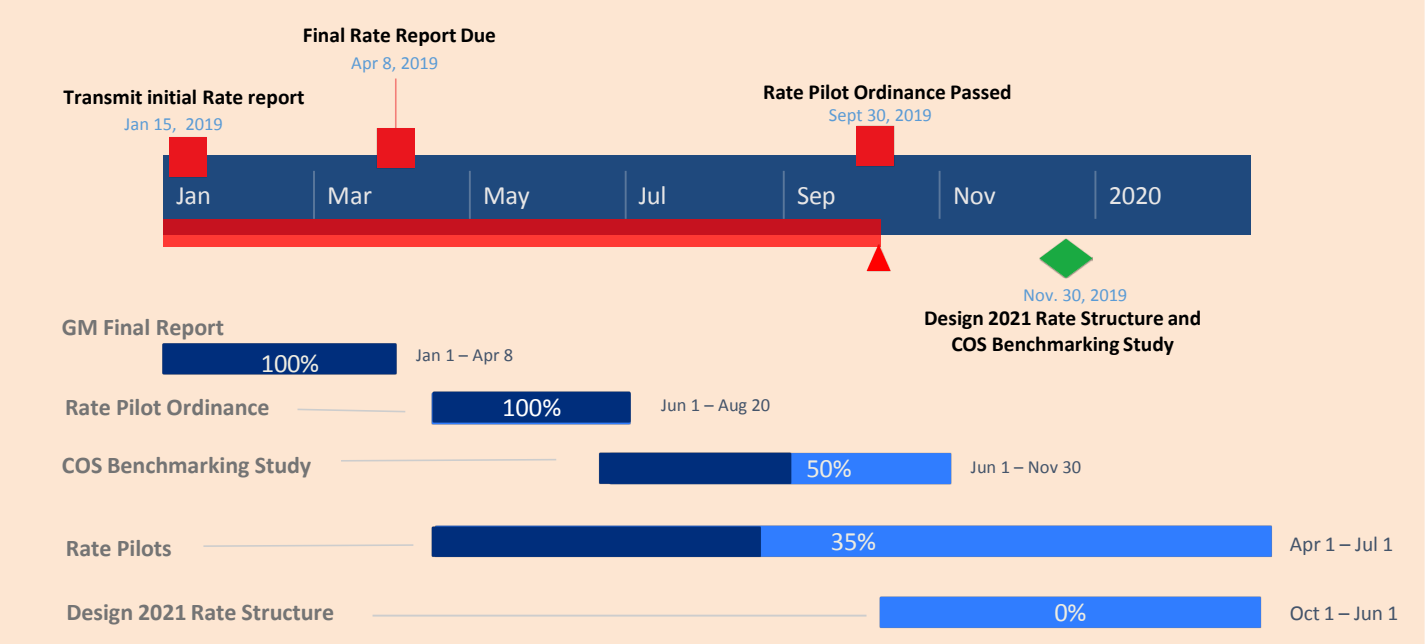 Final Rate Report Due
Apr 8, 2019
Transmit initial Rate report
Jan 15, 2019
Rate Pilot Ordinance Passed
Sept 30, 2019
Jan
Mar
May
Jul
Sep
Nov
2020
Nov. 30, 2019
Design 2021 Rate Structure and
COS Benchmarking Study
GM Final Report
100%
Jan 1 – Apr 8
Rate Pilot Ordinance
100%
Jun 1 – Aug 20
COS Benchmarking Study
50%
Jun 1 – Nov 30
Rate Pilots
35%
Apr 1 – Jul 1
Design 2021 Rate Structure
0%
Oct 1 – Jun 1